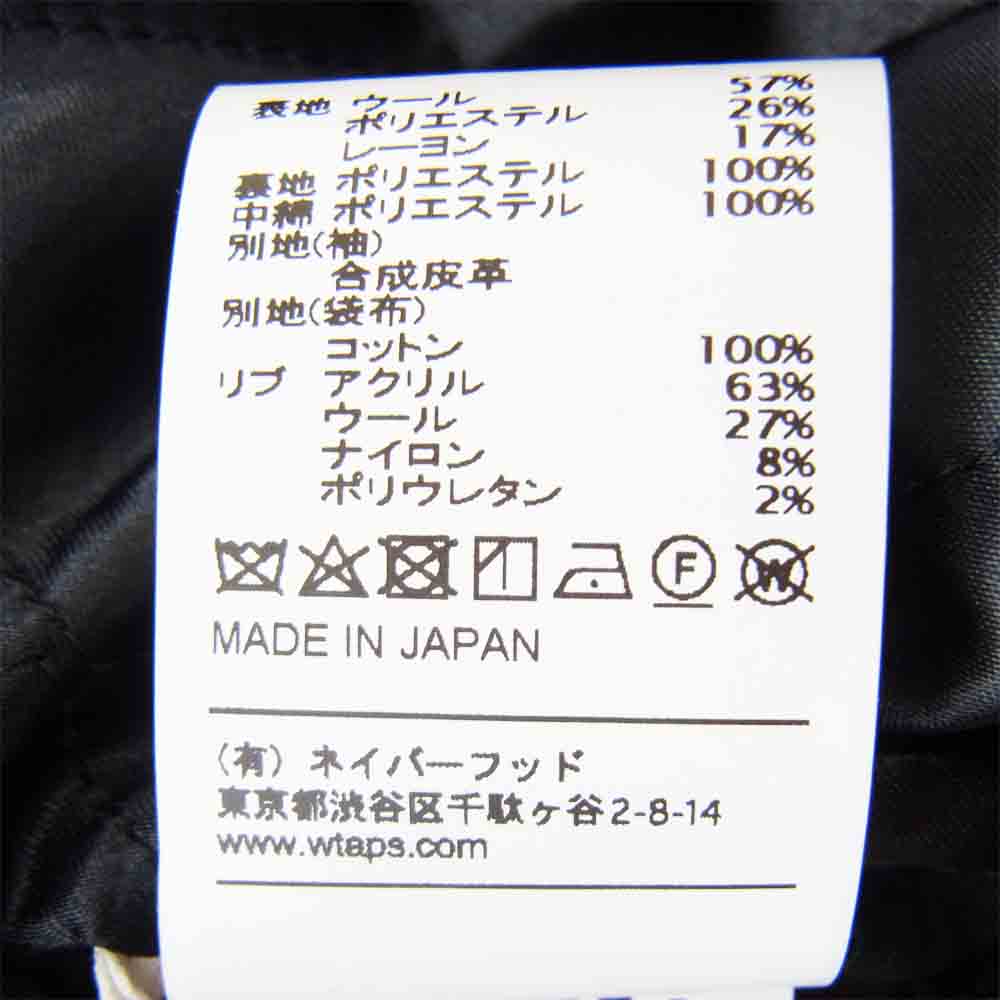 表地 ウール 57%
ポリエステル 26%
レーヨン 17%
裏地 ポリエステル 100%
中綿 ポリエステル 100%
別地(袖)
合成皮革
別地(袋布)
コットン 100%
リブ アクリル 63%
ウール 27%
ナイロン 8%
ポリウレタン 2%
F W
MADE IN JAPAN
(有) ネイバーフッド
東京都渋谷区千駄ヶ谷2-8-14
www.wtaps.com